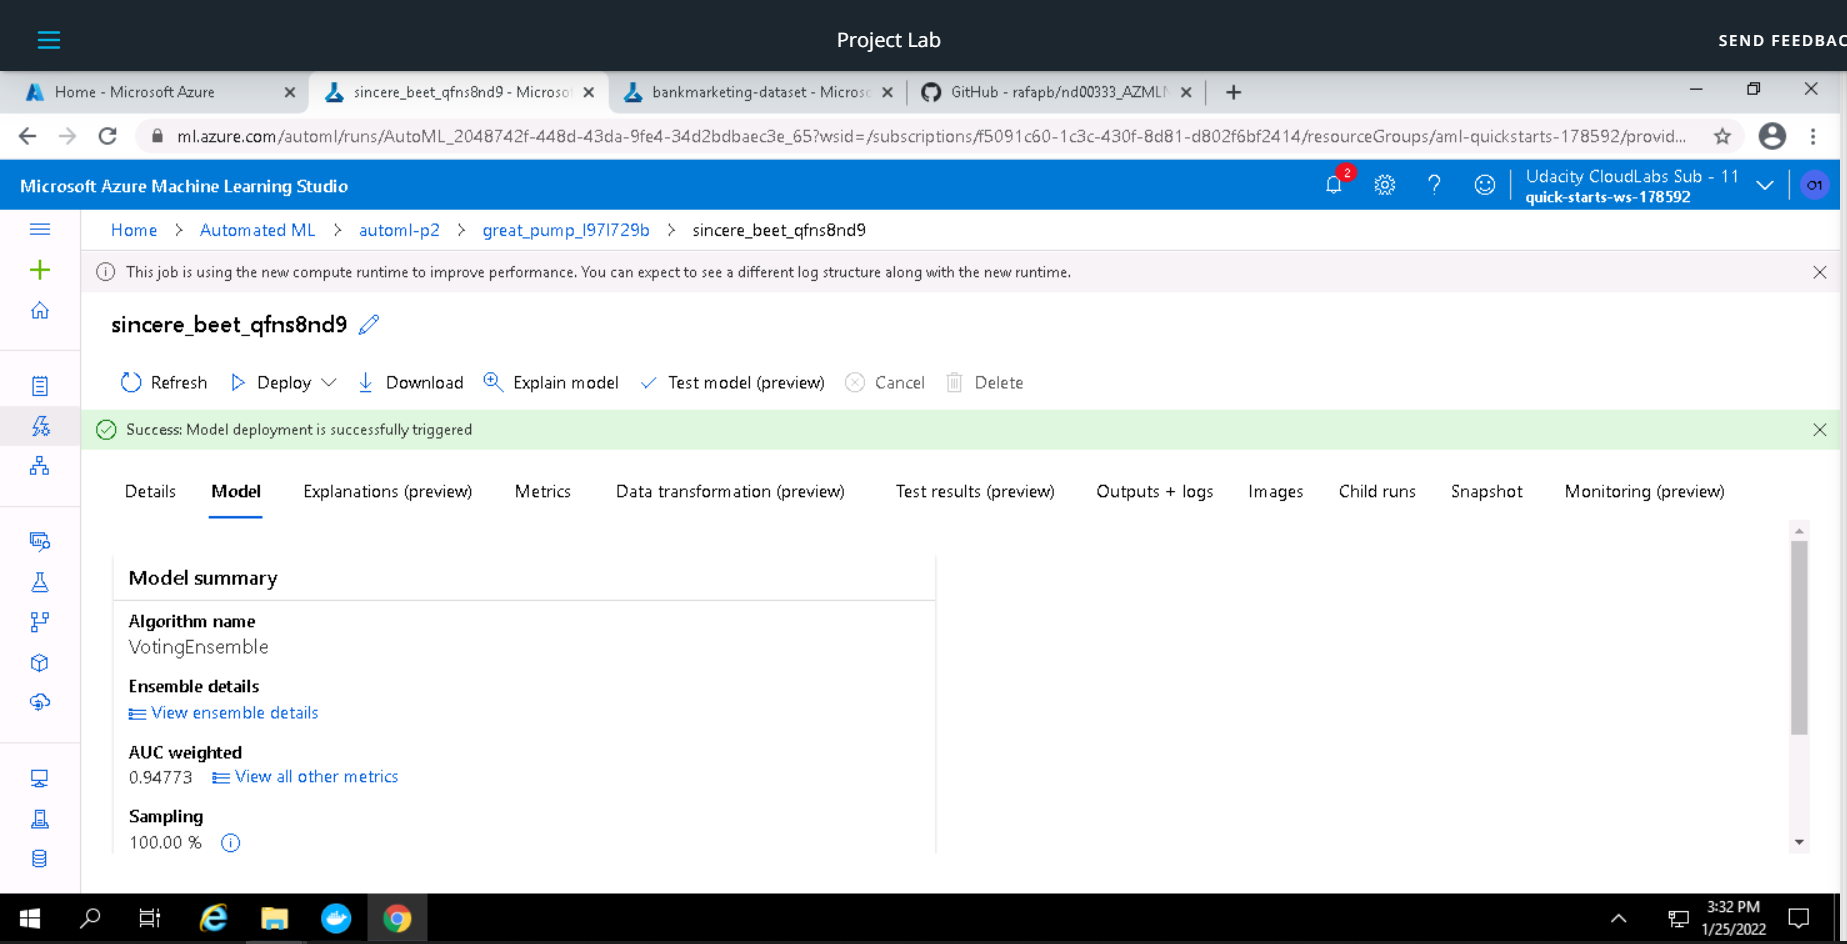 Project Lab
SEND FEEDBAC
Home - Microsoft Azure
sincere_beet_qfns8nd9 - Microsof
bankmarketing-dataset - Microso
GitHub - rafapb/nd00333_AZMLN
ml.azure.com/automl/runs/AutoML_2048742f-448d-43da-9fe4-34d2bdbaec3e_65?wsid=/subscriptions/f5091c60-1c3c-430f-8d81-d802f6bf2414/resourceGroups/aml-quickstarts-178592/provid...
Microsoft Azure Machine Learning Studio
2
Udacity CloudLabs Sub - 11
quick-starts-ws-178592
O1
Home > Automated ML > automl-p2 > great_pump_l97l729b > sincere_beet_qfns8nd9
This job is using the new compute runtime to improve performance. You can expect to see a different log structure along with the new runtime.
sincere_beet_qfns8nd9
Refresh Deploy Download Explain model Test model (preview) Cancel Delete
Success: Model deployment is successfully triggered
Details Model Explanations (preview) Metrics Data transformation (preview) Test results (preview) Outputs + logs Images Child runs Snapshot Monitoring (preview)
Model summary
Algorithm name
VotingEnsemble
Ensemble details
View ensemble details
AUC weighted
0.94773 View all other metrics
Sampling
100.00 %
3:32 PM
1/25/2022